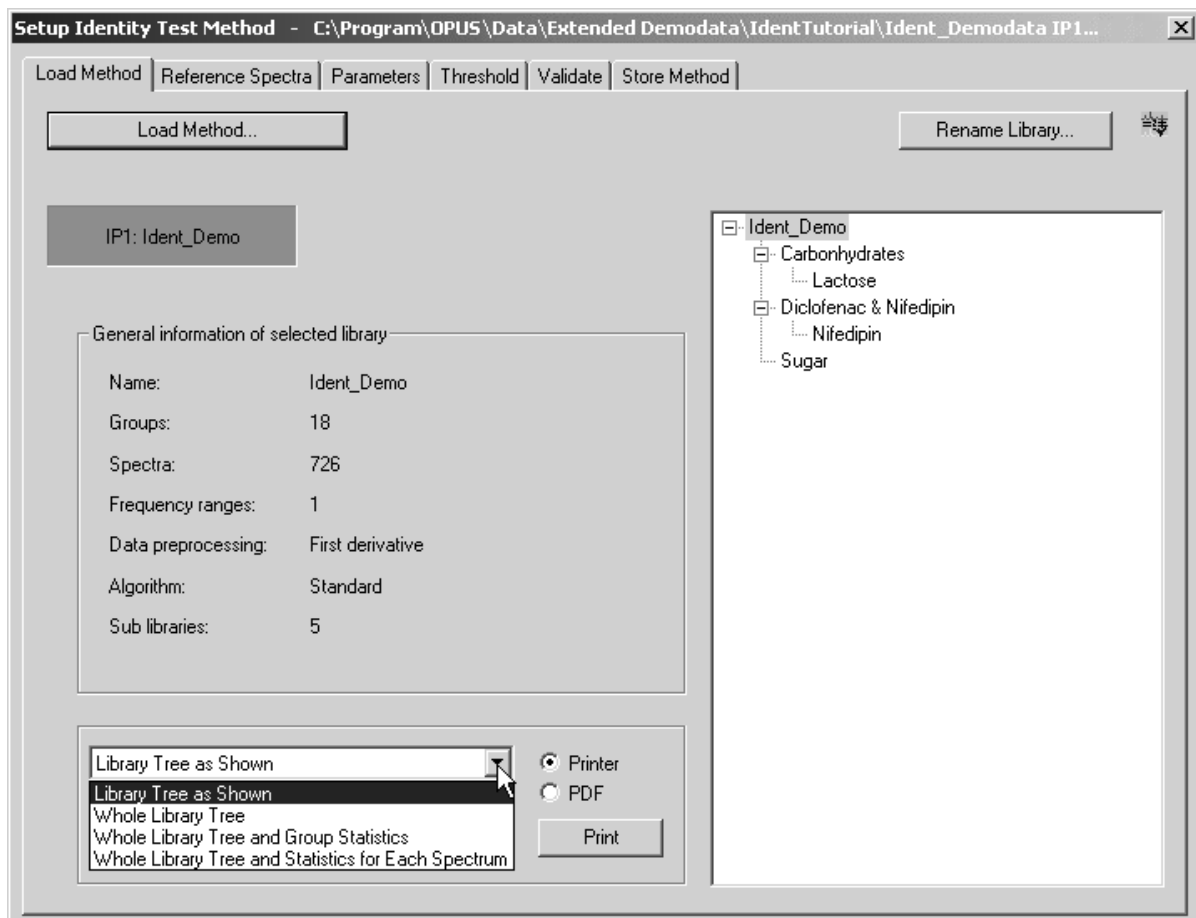 Setup Identity Test Method - C:\Program\OPUS\Data\Extended Demodata\IdentTutorial\Ident_Demodata IP1...
Load Method Reference Spectra Parameters Threshold Validate Store Method
Load Method...
Rename Library...
IP1: Ident_Demo
General information of selected library
Name: Ident_Demo
Groups: 18
Spectra: 726
Frequency ranges: 1
Data preprocessing: First derivative
Algorithm: Standard
Sub libraries: 5
Library Tree as Shown
Library Tree as Shown
Whole Library Tree
Whole Library Tree and Group Statistics
Whole Library Tree and Statistics for Each Spectrum
Printer
PDF
Print
Ident_Demo
Carbonhydrates
Lactose
Diclofenac & Nifedipin
Nifedipin
Sugar